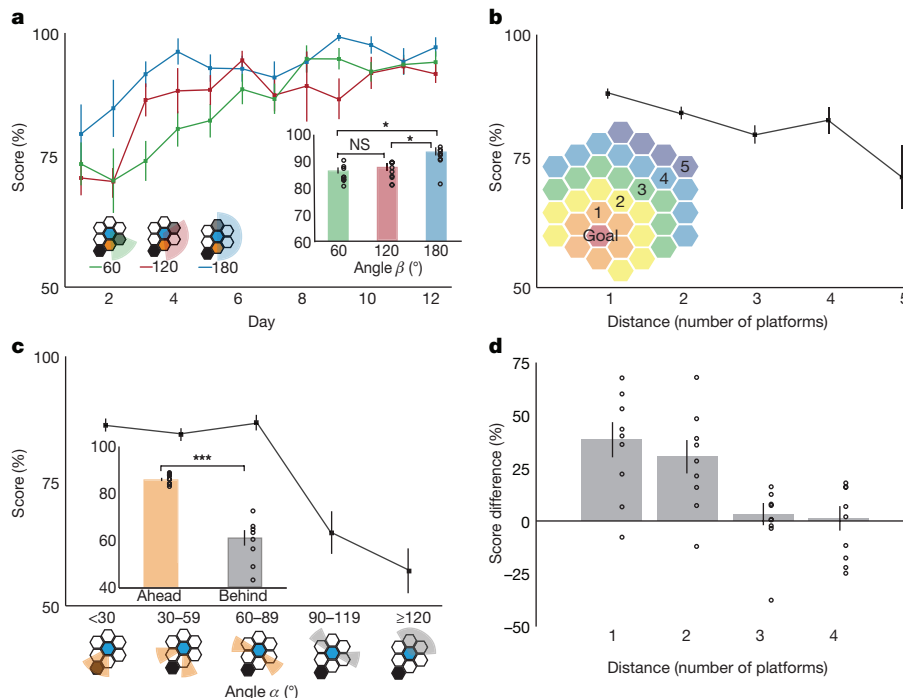 a
100
75
50
Score (%)
2 4 6 8 10 12
Day
60 120 180
100
90
80
70
60
NS
*
*
60 120 180
Angle β (°)
b
100
75
50
Score (%)
5
4
3
2
1
Goal
1 2 3 4 5
Distance (number of platforms)
c
100
75
50
Score (%)
100
80
60
40
***
Ahead Behind
<30 30–59 60–89 90–119 ≥120
Angle α (°)
d
75
50
25
0
−25
−50
Score difference (%)
1 2 3 4
Distance (number of platforms)